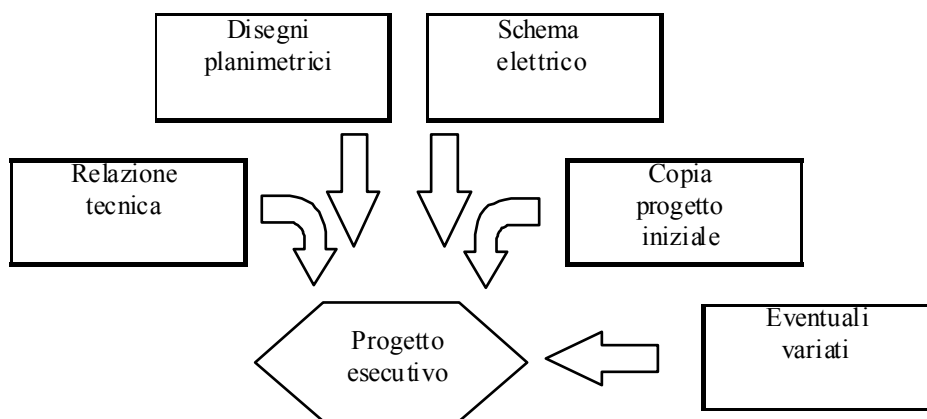 Disegni
planimetrici
Schema
elettrico
Relazione
tecnica
Copia
progetto
iniziale
Progetto
esecutivo
Eventuali
variati